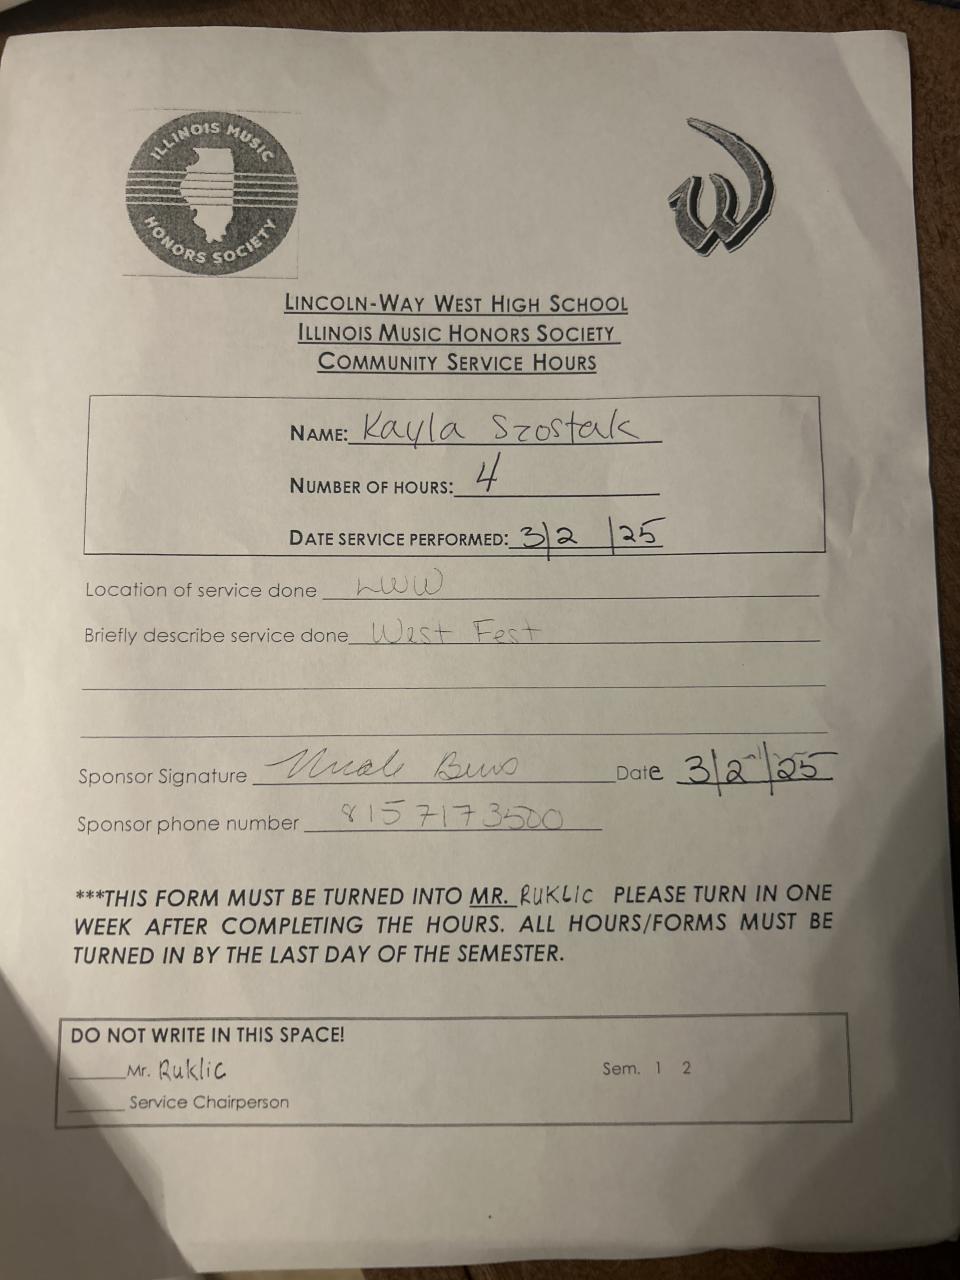 ILLINOIS MUSIC
HONORS SOCIETY
W
LINCOLN-WAY WEST HIGH SCHOOL
ILLINOIS MUSIC HONORS SOCIETY
COMMUNITY SERVICE HOURS
NAME: Kayla Szostak
NUMBER OF HOURS: 4
DATE SERVICE PERFORMED: 3|2 |25
Location of service done LWW
Briefly describe service done West Fest
Sponsor Signature Date 3|2|25
Sponsor phone number 8157173500
***THIS FORM MUST BE TURNED INTO MR. RUKLIC PLEASE TURN IN ONE
WEEK AFTER COMPLETING THE HOURS. ALL HOURS/FORMS MUST BE
TURNED IN BY THE LAST DAY OF THE SEMESTER.
DO NOT WRITE IN THIS SPACE!
Mr. Ruklic Sem. 1 2
Service Chairperson